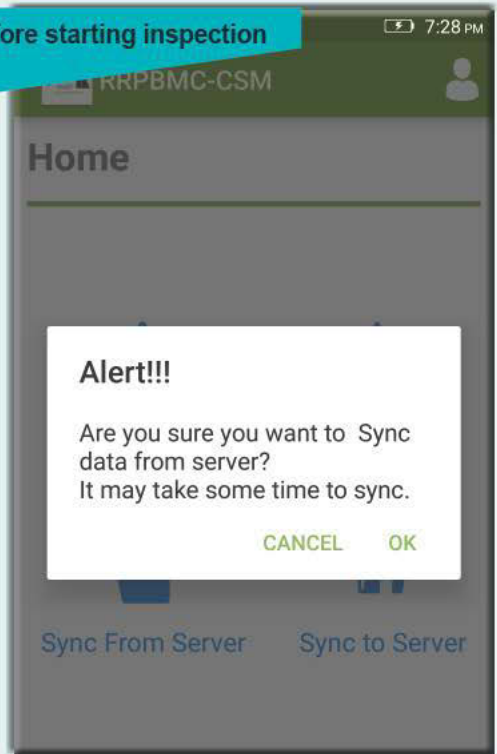 ore starting inspection
7:28 PM
RRPBMC-CSM
Home
Alert!!!
Are you sure you want to Sync
data from server?
It may take some time to sync.
CANCEL OK
Sync From Server Sync to Server